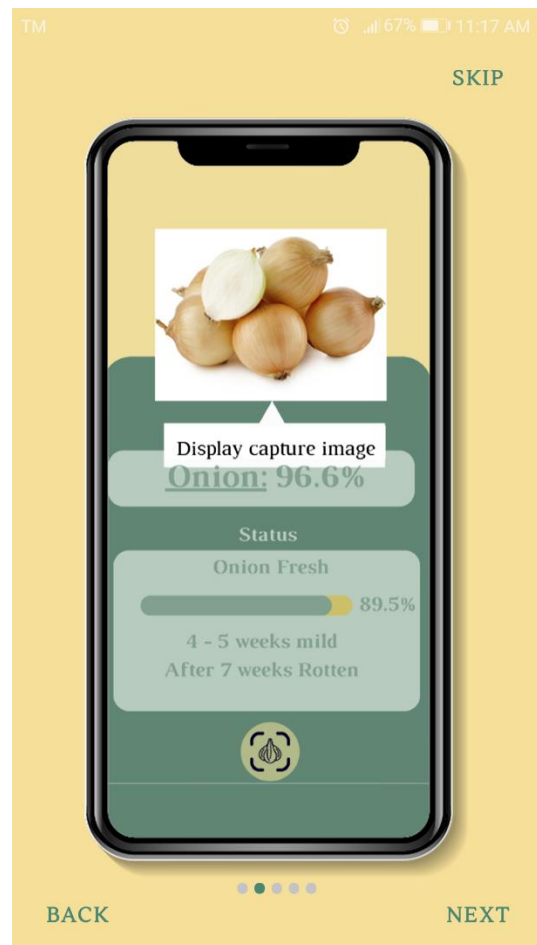 TM 67% 11:17 AM
SKIP
Display capture image
Onion: 96.6%
Status
Onion Fresh
89.5%
4 - 5 weeks mild
After 7 weeks Rotten
BACK NEXT